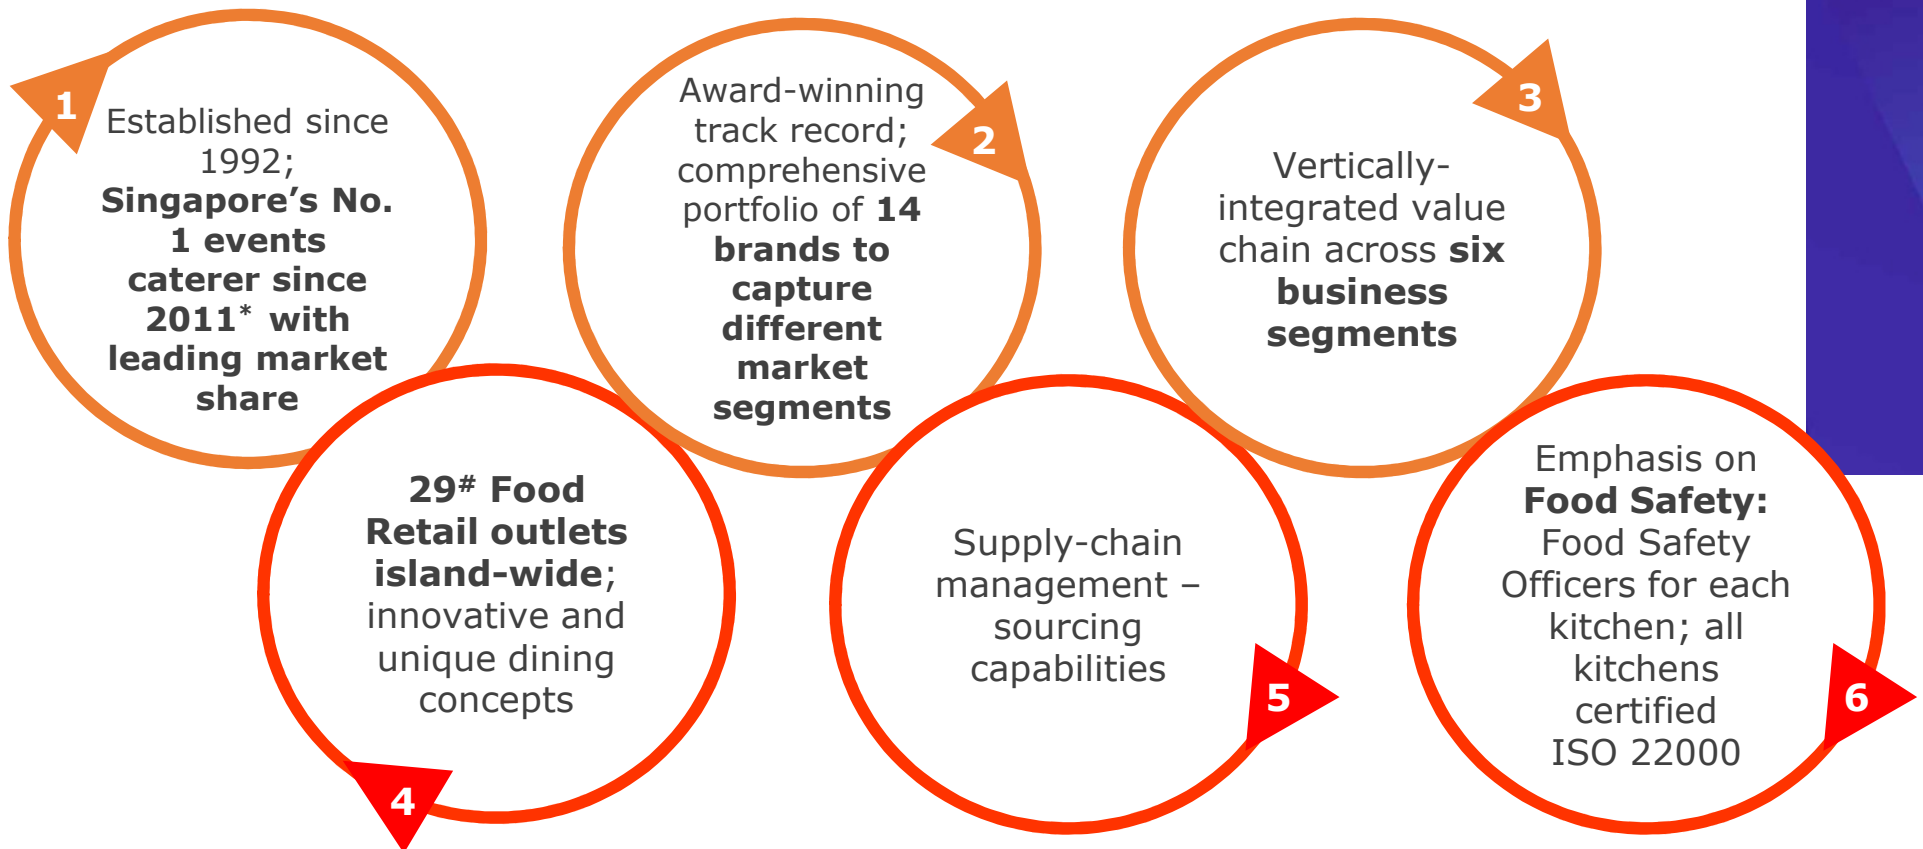 1
Established since
1992;
Singapore’s No.
1 events
caterer since
2011* with
leading market
share
2
Award-winning
track record;
comprehensive
portfolio of 14
brands to
capture
different
market
segments
3
Vertically-
integrated value
chain across six
business
segments
4
29# Food
Retail outlets
island-wide;
innovative and
unique dining
concepts
5
Supply-chain
management –
sourcing
capabilities
6
Emphasis on
Food Safety:
Food Safety
Officers for each
kitchen; all
kitchens
certified
ISO 22000